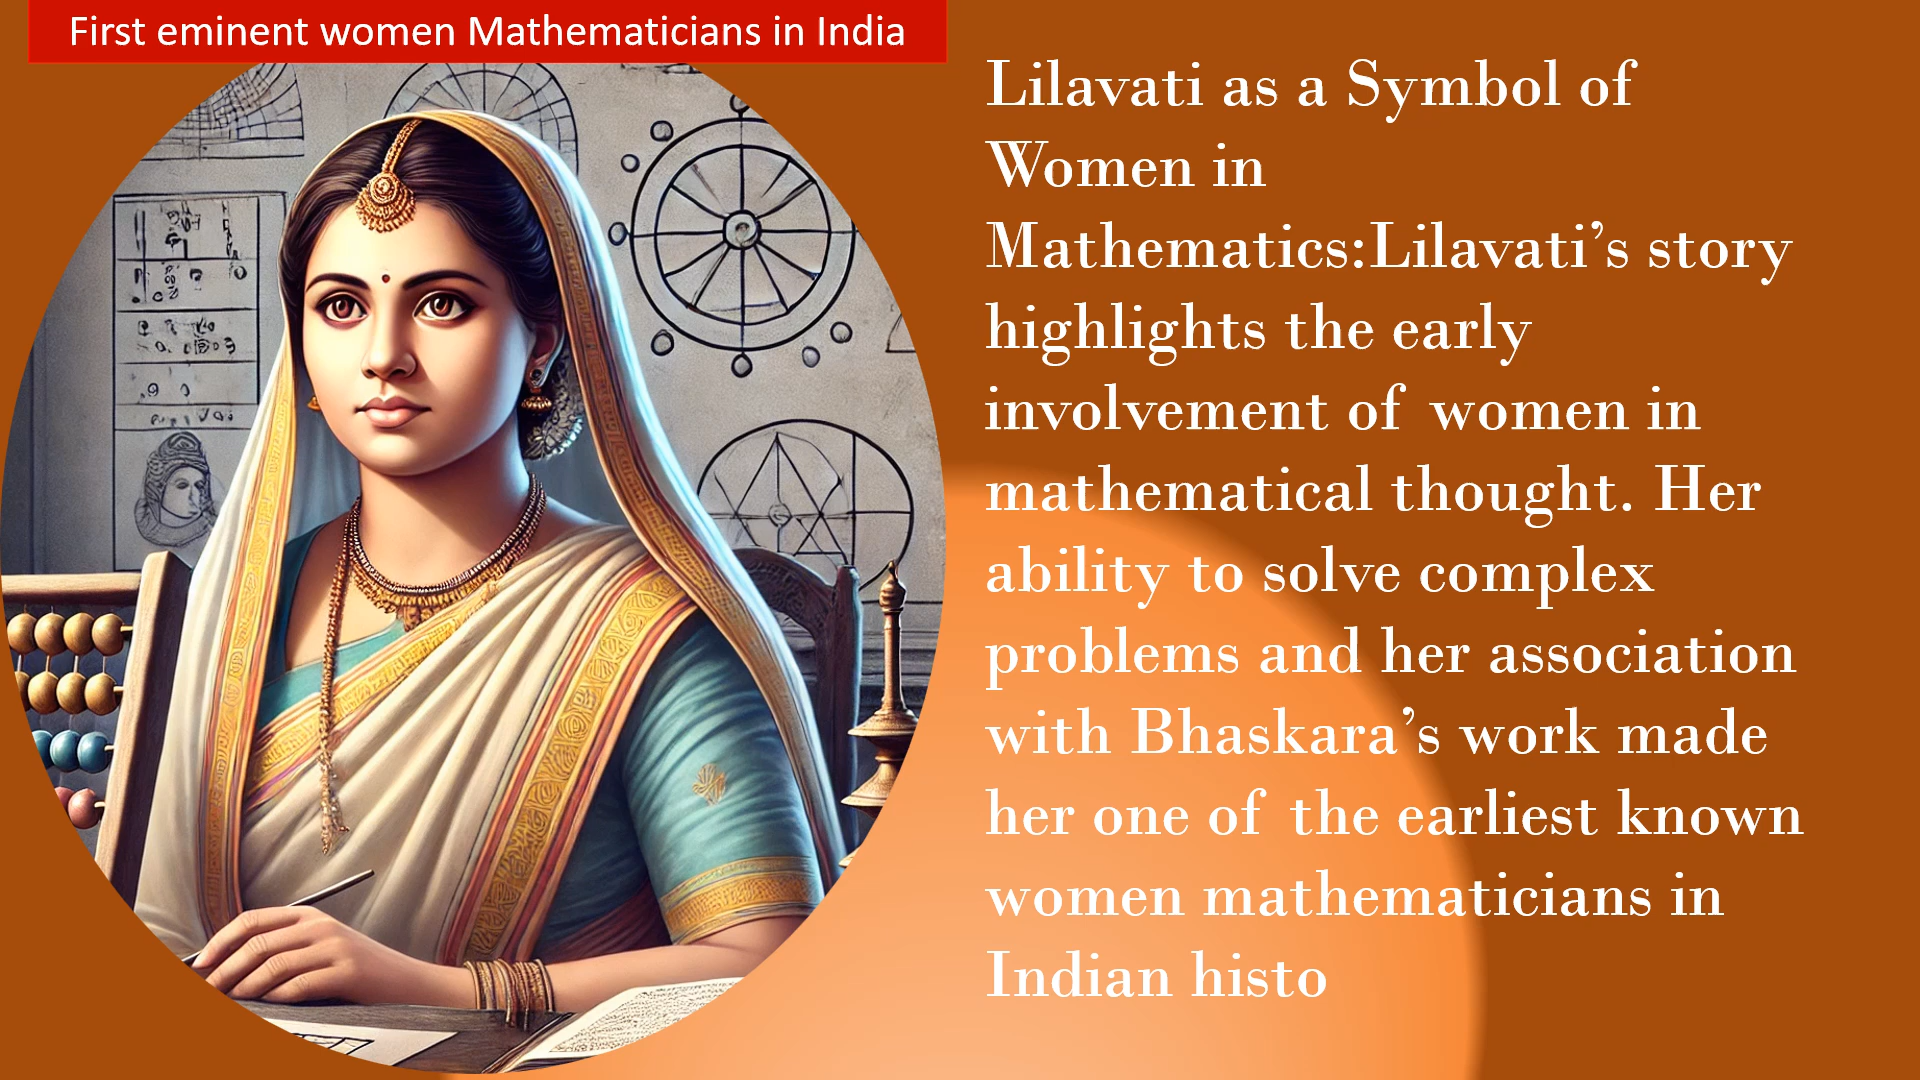 First eminent women Mathematicians in India
Lilavati as a Symbol of
Women in
Mathematics:Lilavati’s story
highlights the early
involvement of women in
mathematical thought. Her
ability to solve complex
problems and her association
with Bhaskara’s work made
her one of the earliest known
women mathematicians in
Indian histo